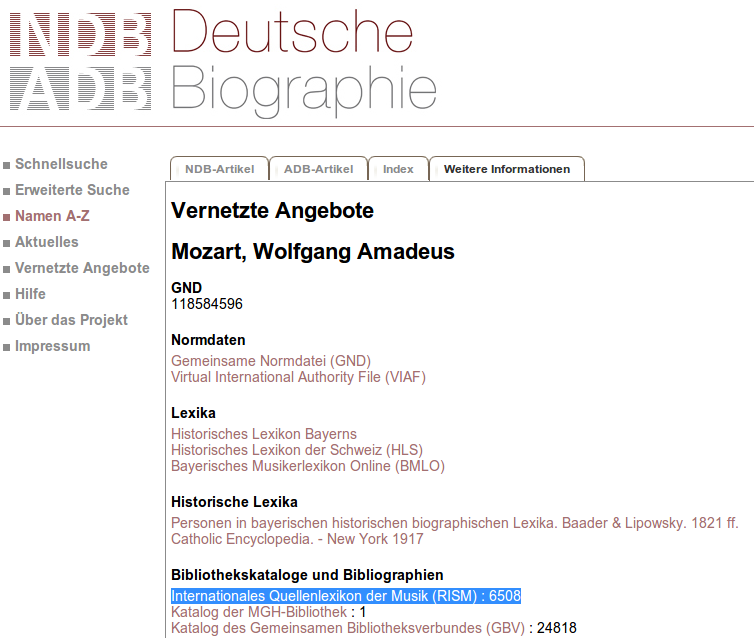 NDB
ADB
Deutsche
Biographie
Schnellsuche
Erweiterte Suche
Namen A-Z
Aktuelles
Vernetzte Angebote
Hilfe
Über das Projekt
Impressum
NDB-Artikel ADB-Artikel Index Weitere Informationen
Vernetzte Angebote
Mozart, Wolfgang Amadeus
GND
118584596
Normdaten
Gemeinsame Normdatei (GND)
Virtual International Authority File (VIAF)
Lexika
Historisches Lexikon Bayerns
Historisches Lexikon der Schweiz (HLS)
Bayerisches Musikerlexikon Online (BMLO)
Historische Lexika
Personen in bayerischen historischen biographischen Lexika. Baader & Lipowsky. 1821 ff.
Catholic Encyclopedia. - New York 1917
Bibliothekskataloge und Bibliographien
Internationales Quellenlexikon der Musik (RISM) : 6508
Katalog der MGH-Bibliothek : 1
Katalog des Gemeinsamen Bibliotheksverbundes (GBV) : 24818